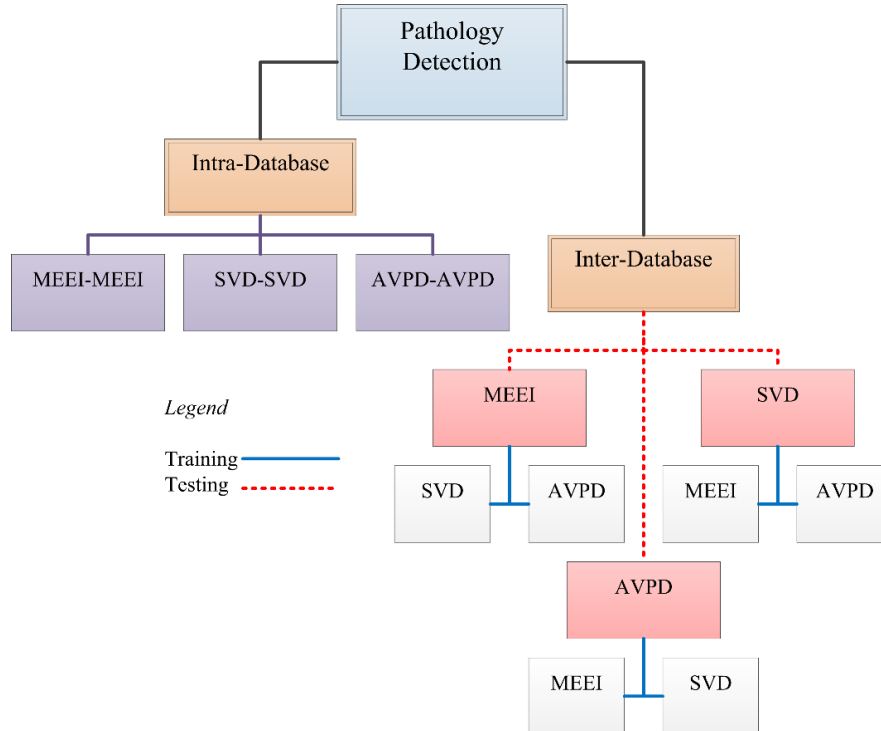 Pathology
Detection
Intra-Database
MEEI-MEEI
SVD-SVD
AVPD-AVPD
Inter-Database
MEEI
SVD
SVD
AVPD
MEEI
AVPD
AVPD
MEEI
SVD
Legend
Training
Testing